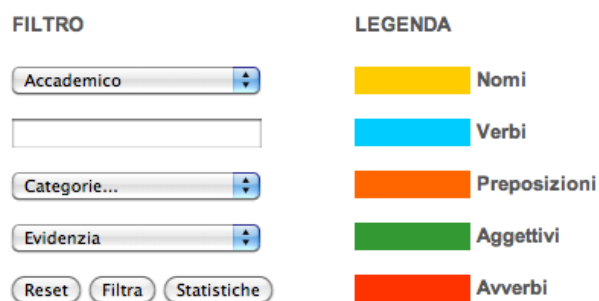 FILTRO
Accademico
Categorie...
Evidenzia
Reset Filtra Statistiche
LEGENDA
Nomi
Verbi
Preposizioni
Aggettivi
Avverbi